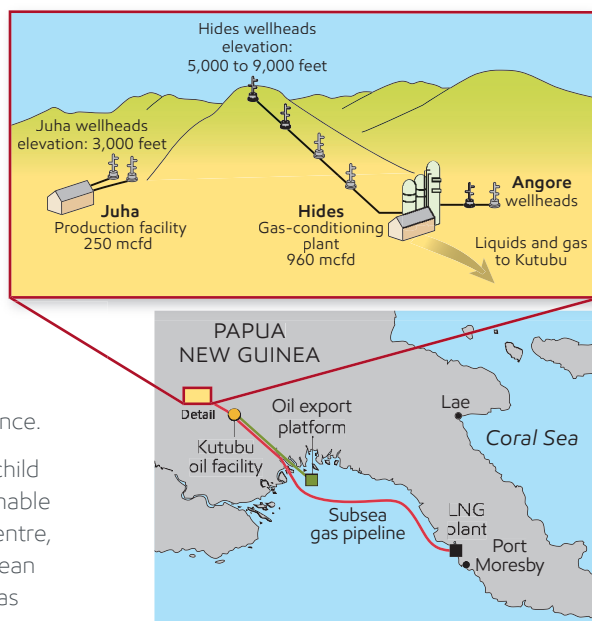 Hides wellheads
elevation:
5,000 to 9,000 feet
Juha wellheads
elevation: 3,000 feet
Juha
Production facility
250 mcfd
Hides
Gas-conditioning
plant
960 mcfd
Angore
wellheads
Liquids and gas
to Kutubu
PAPUA
NEW GUINEA
Detail
Kutubu
oil facility
Oil export
platform
Lae
Coral Sea
Subsea
gas pipeline
LNG
plant
Port
Moresby
nce.
child
nable
entre,
ean
as